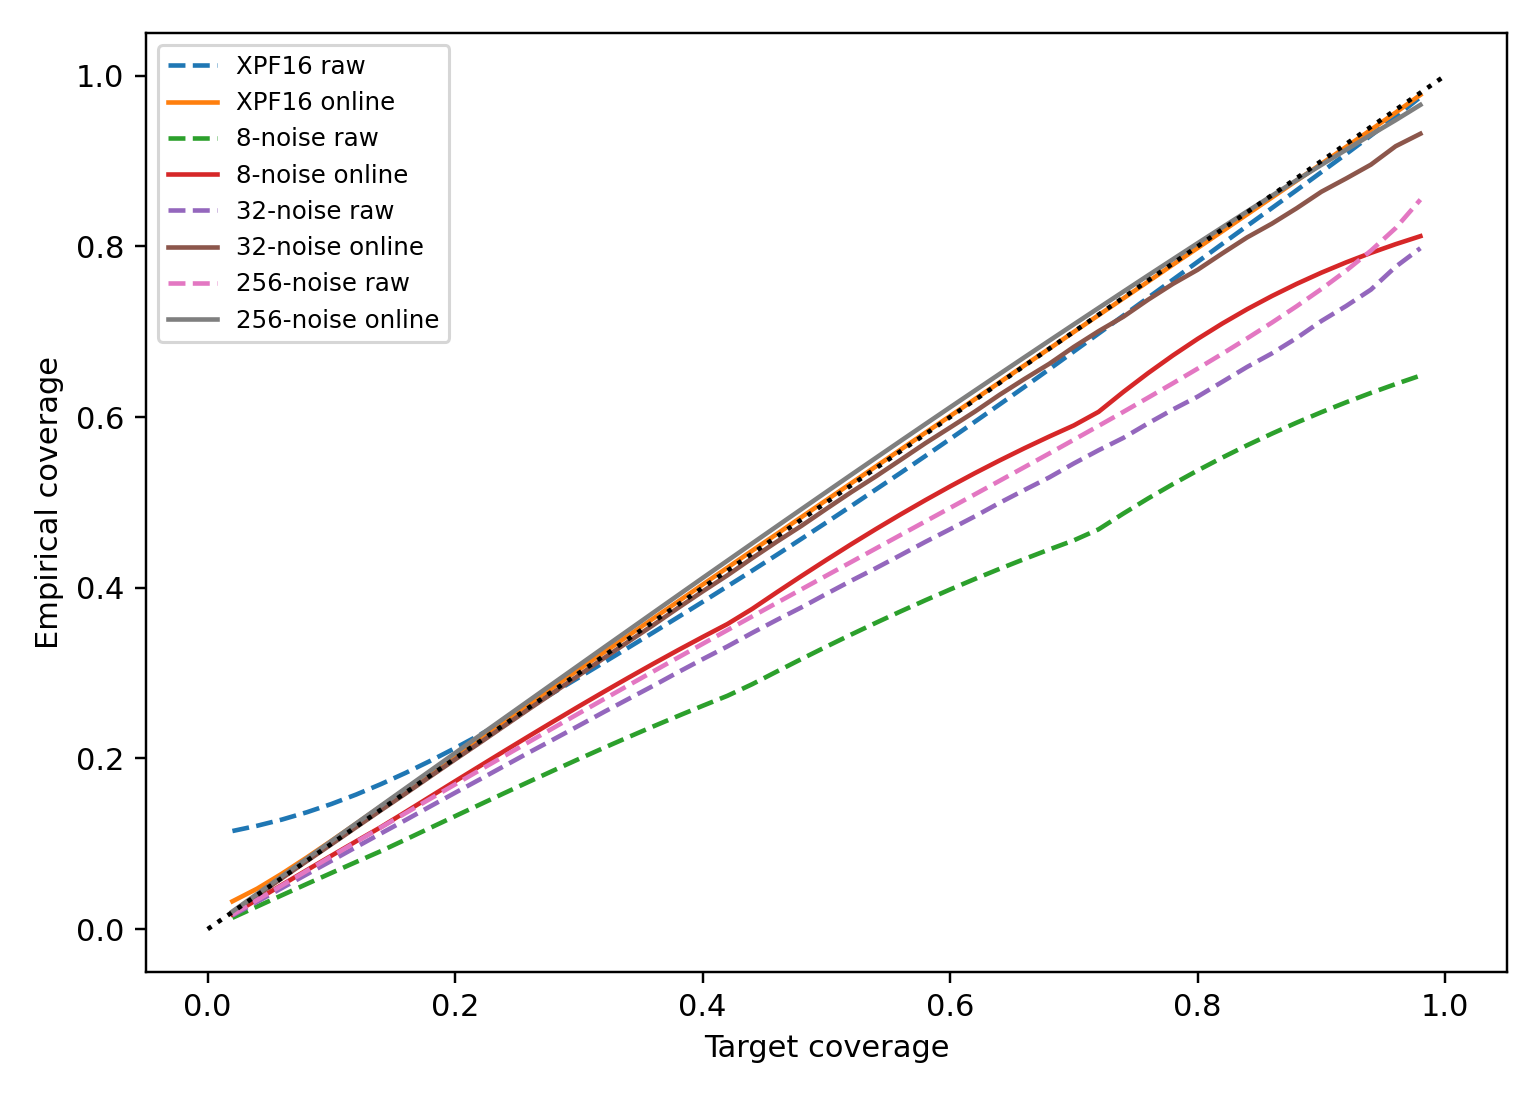 XPF16 raw
XPF16 online
8-noise raw
8-noise online
32-noise raw
32-noise online
256-noise raw
256-noise online
Empirical coverage
1.0
0.8
0.6
0.4
0.2
0.0
0.0 0.2 0.4 0.6 0.8 1.0
Target coverage